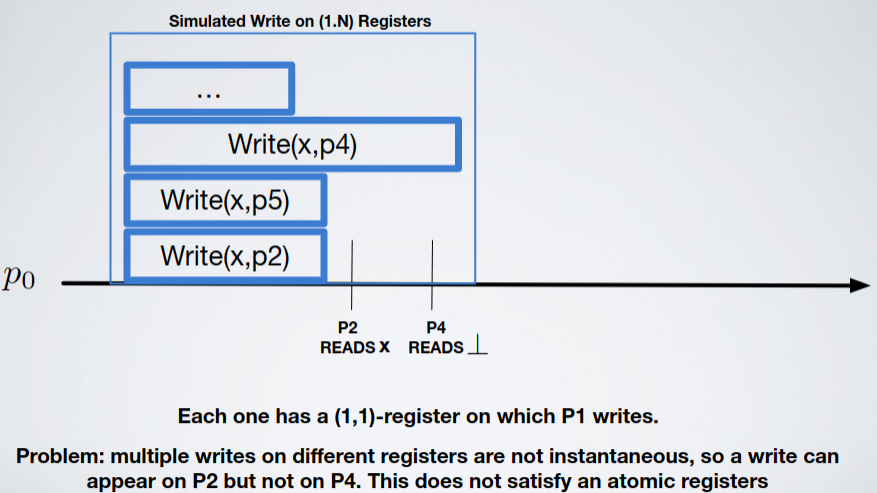 Simulated Write on (1.N) Registers
...
Write(x,p4)
Write(x,p5)
Write(x,p2)
p₀
P2 P4
READS X READS ⊥
Each one has a (1,1)-register on which P1 writes.
Problem: multiple writes on different registers are not instantaneous, so a write can
appear on P2 but not on P4. This does not satisfy an atomic registers